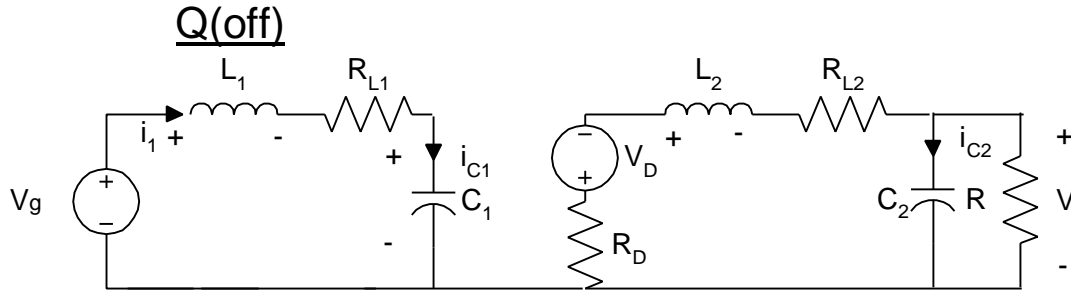 Q(off)
L1 RL1 L2 RL2
i1 + - + iC1 - VD + - iC2 +
Vg + - C1 + C2 R V
- RD -